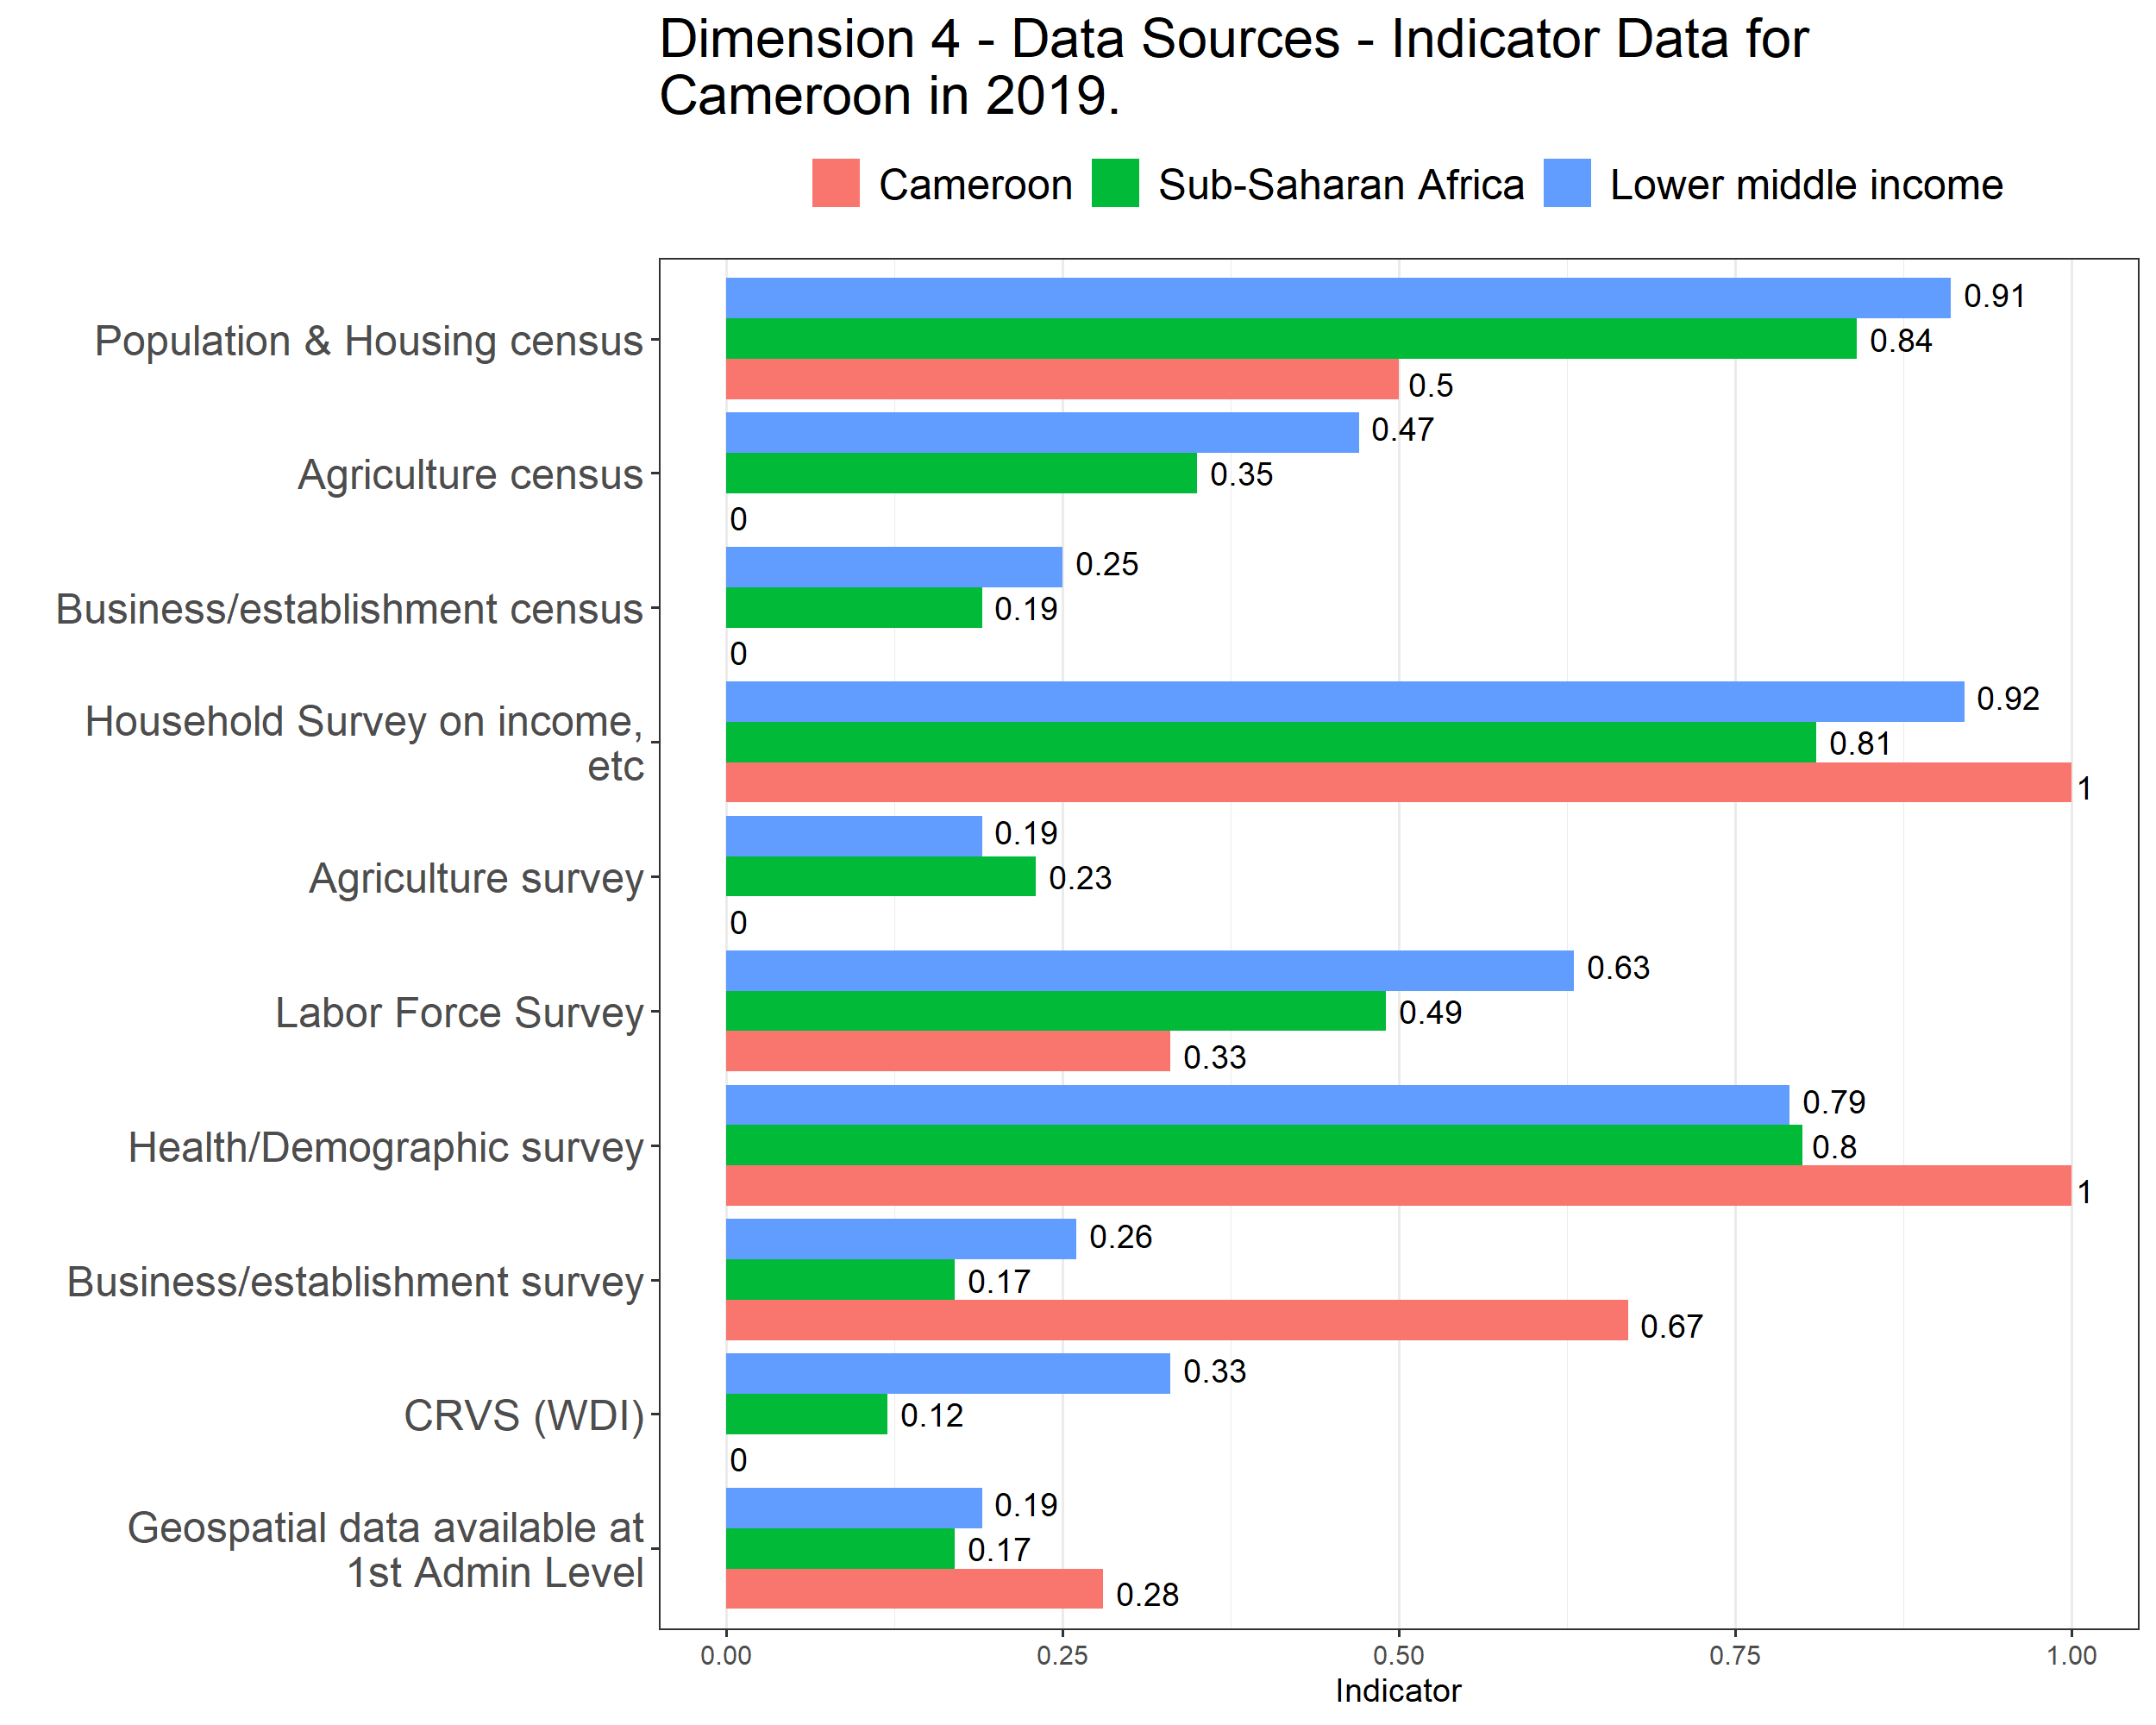 Dimension 4 - Data Sources - Indicator Data for
Cameroon in 2019.
Cameroon
Sub-Saharan Africa
Lower middle income
Population & Housing census
0.91
0.84
0.5
Agriculture census
0.47
0.35
0
Business/establishment census
0.25
0.19
0
Household Survey on income,
etc
0.92
0.81
1
Agriculture survey
0.19
0.23
0
Labor Force Survey
0.63
0.49
0.33
Health/Demographic survey
0.79
0.8
1
Business/establishment survey
0.26
0.17
0.67
CRVS (WDI)
0.33
0.12
0
Geospatial data available at
1st Admin Level
0.19
0.17
0.28
0.00
0.25
0.50
0.75
1.00
Indicator